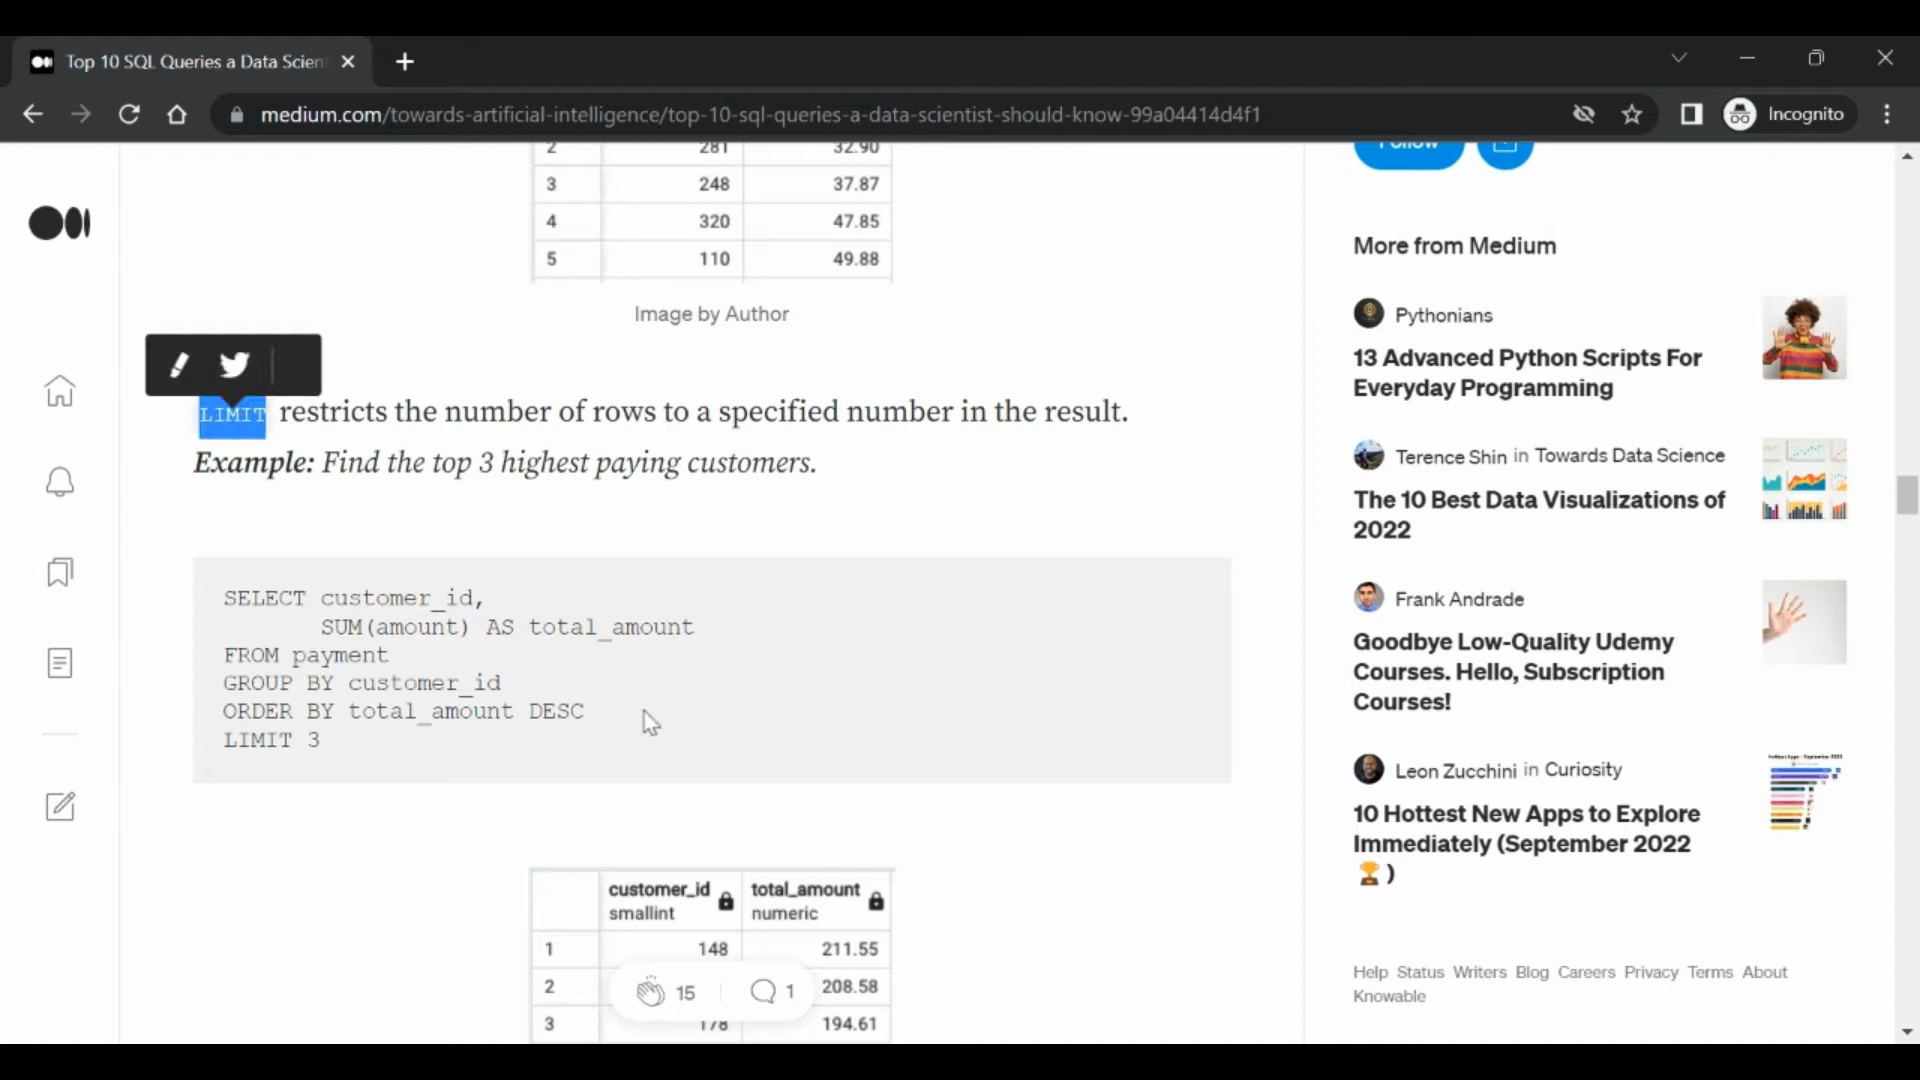 Top 10 SQL Queries a Data Scien
medium.com/towards-artificial-intelligence/top-10-sql-queries-a-data-scientist-should-know-99a04414d4f1
Incognito
2 281 32.90
3 248 37.87
4 320 47.85
5 110 49.88
Image by Author
LIMIT restricts the number of rows to a specified number in the result.
Example: Find the top 3 highest paying customers.
SELECT customer_id,
SUM(amount) AS total_amount
FROM payment
GROUP BY customer_id
ORDER BY total_amount DESC
LIMIT 3
customer_id total_amount
smallint numeric
1 148 211.55
2 208.58
3 178 194.61
15 1
Follow
More from Medium
Pythonians
13 Advanced Python Scripts For
Everyday Programming
Terence Shin in Towards Data Science
The 10 Best Data Visualizations of
2022
Frank Andrade
Goodbye Low-Quality Udemy
Courses. Hello, Subscription
Courses!
Leon Zucchini in Curiosity
10 Hottest New Apps to Explore
Immediately (September 2022
🏆 )
Help Status Writers Blog Careers Privacy Terms About
Knowable